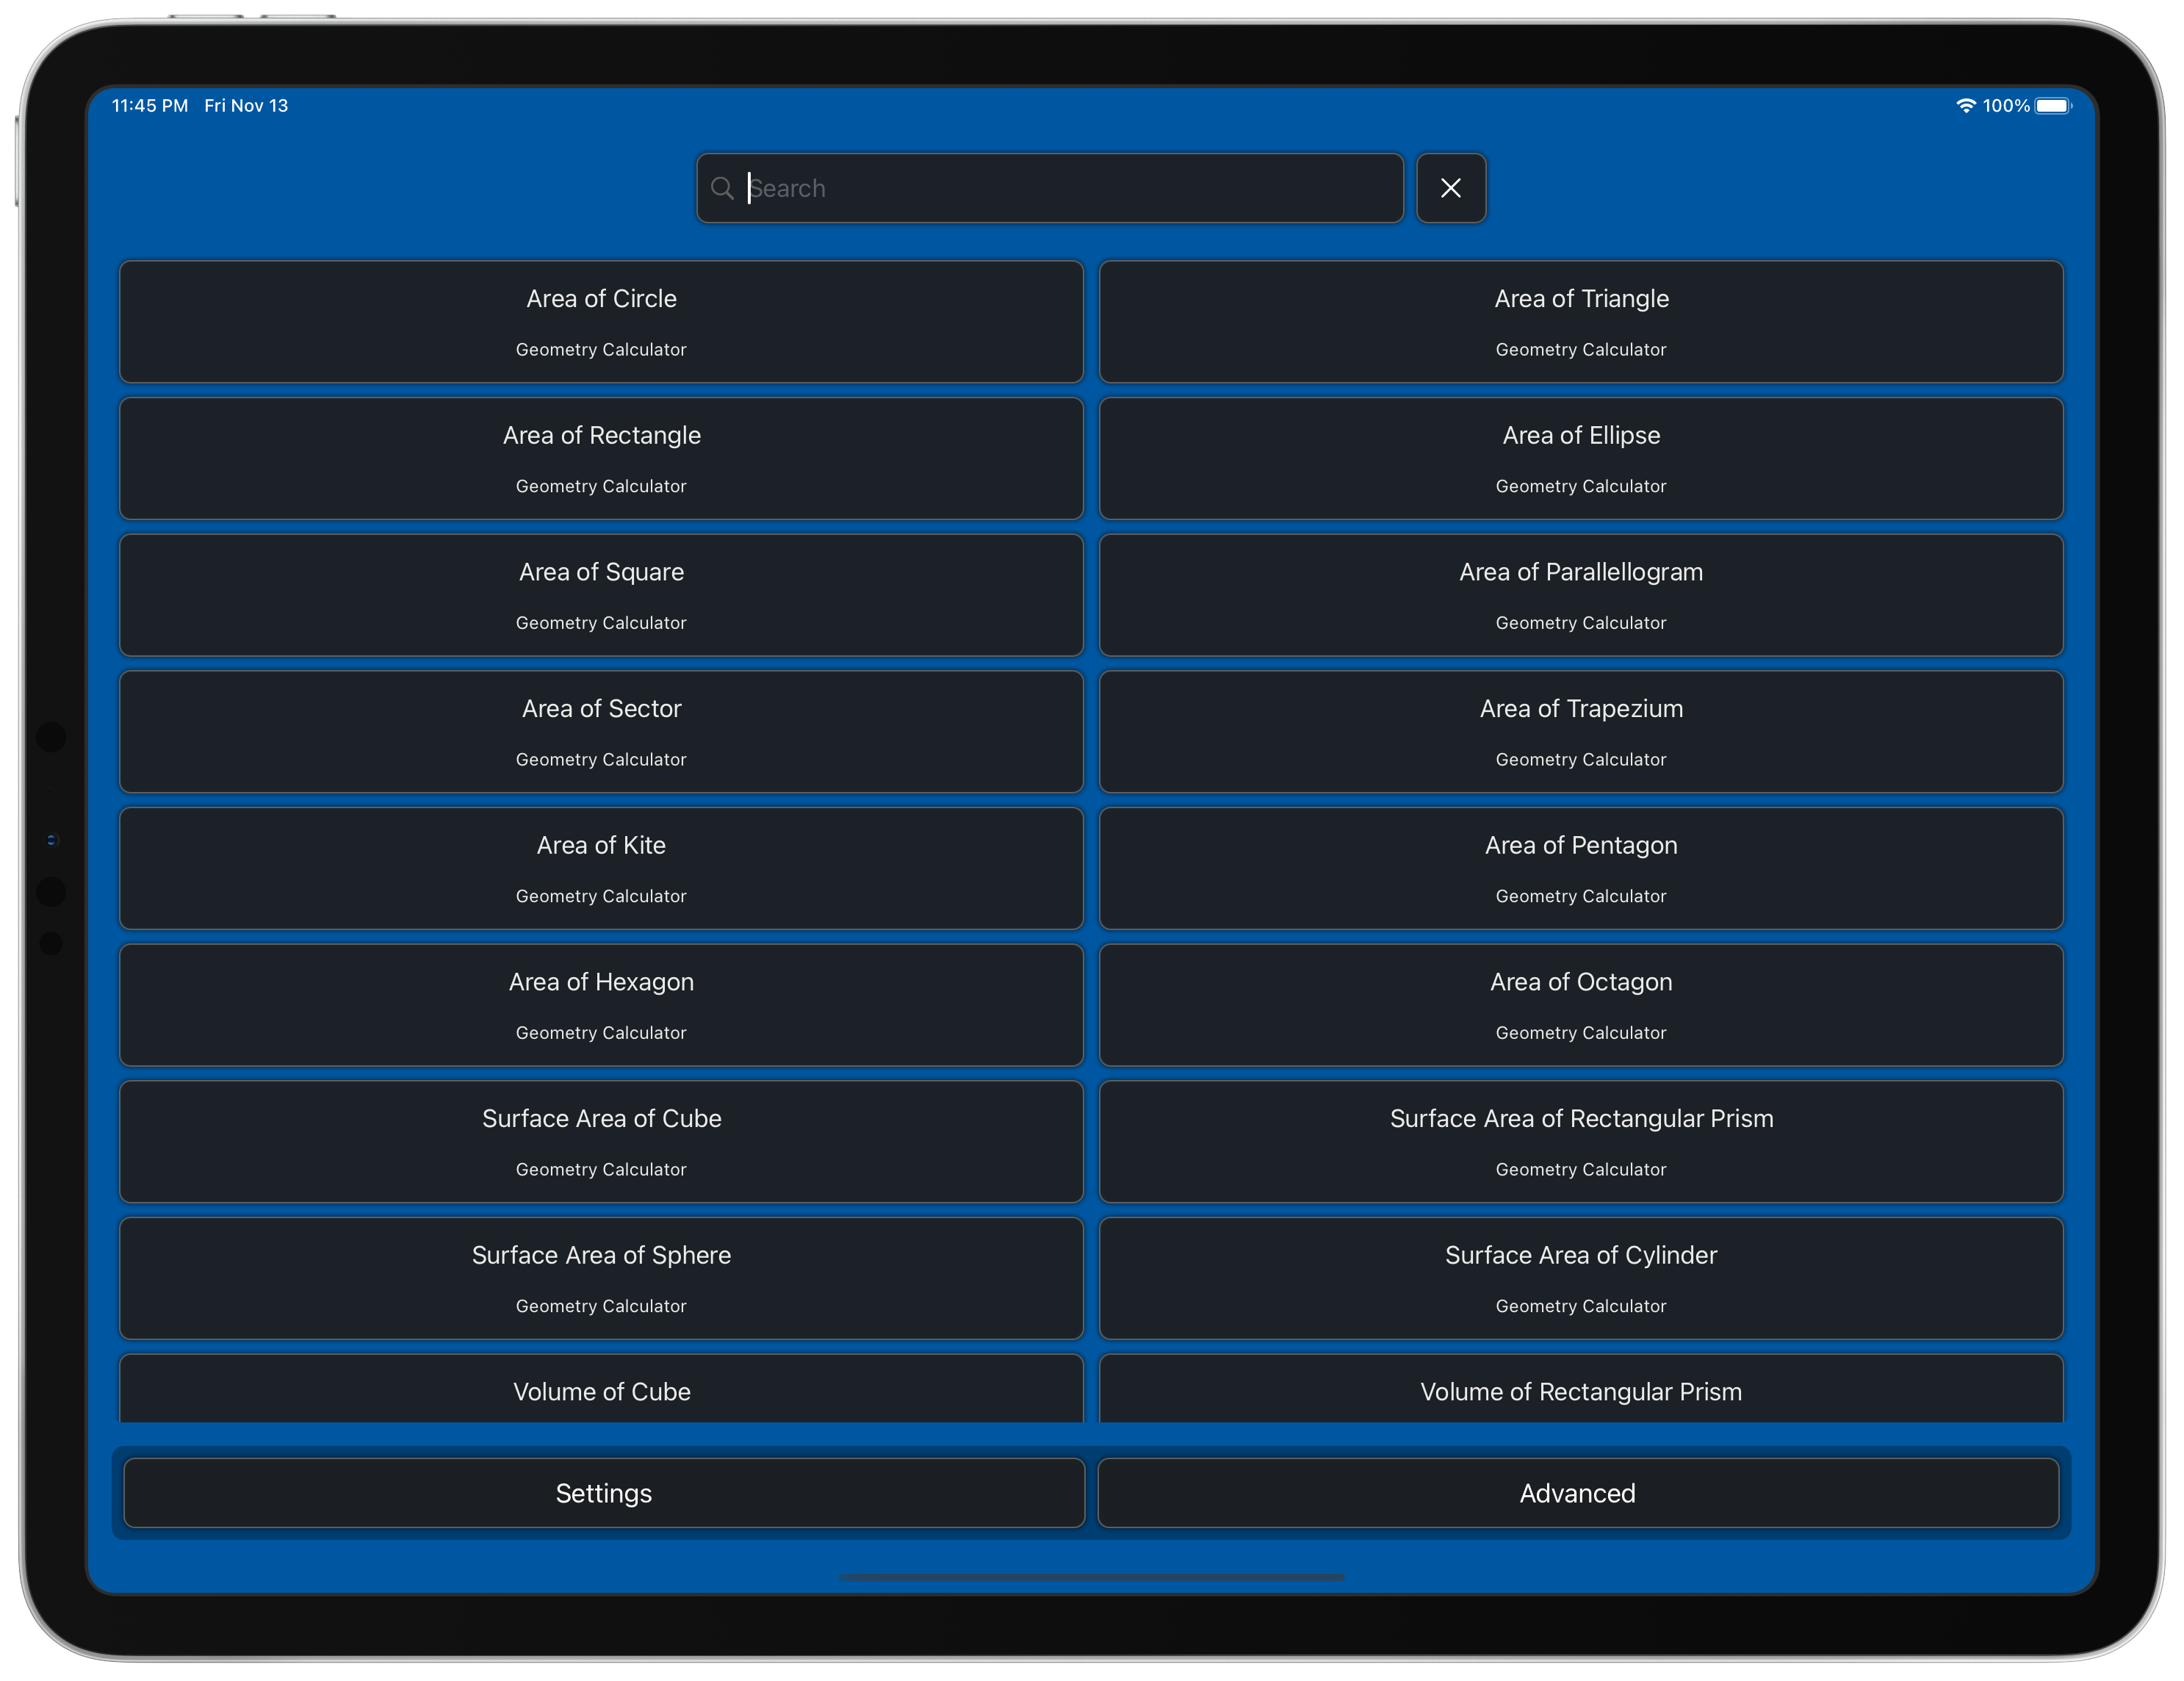 11:45 PM Fri Nov 13 100%
Search
Area of Circle
Geometry Calculator
Area of Triangle
Geometry Calculator
Area of Rectangle
Geometry Calculator
Area of Ellipse
Geometry Calculator
Area of Square
Geometry Calculator
Area of Parallellogram
Geometry Calculator
Area of Sector
Geometry Calculator
Area of Trapezium
Geometry Calculator
Area of Kite
Geometry Calculator
Area of Pentagon
Geometry Calculator
Area of Hexagon
Geometry Calculator
Area of Octagon
Geometry Calculator
Surface Area of Cube
Geometry Calculator
Surface Area of Rectangular Prism
Geometry Calculator
Surface Area of Sphere
Geometry Calculator
Surface Area of Cylinder
Geometry Calculator
Volume of Cube
Volume of Rectangular Prism
Settings
Advanced